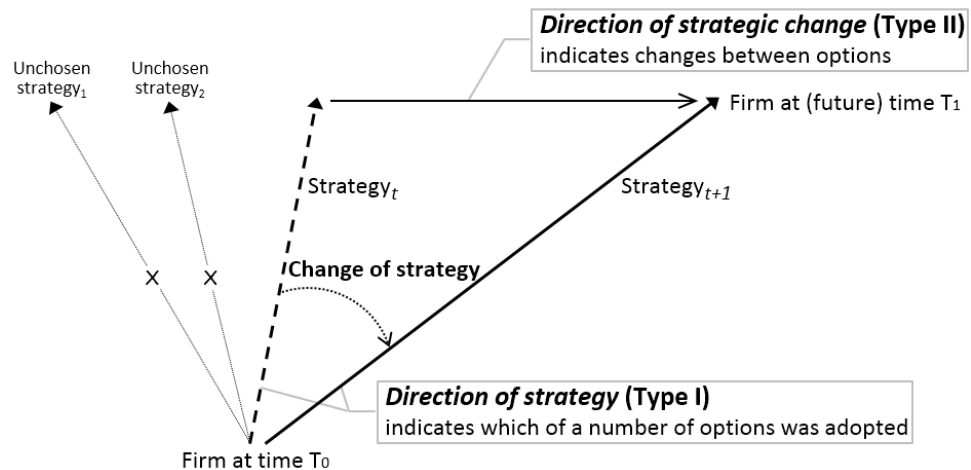 Direction of strategic change (Type II)
indicates changes between options
Unchosen
strategy₁
Unchosen
strategy₂
Firm at (future) time T₁
Strategyₜ
Strategyₜ₊₁
X
X
Change of strategy
Direction of strategy (Type I)
indicates which of a number of options was adopted
Firm at time T₀